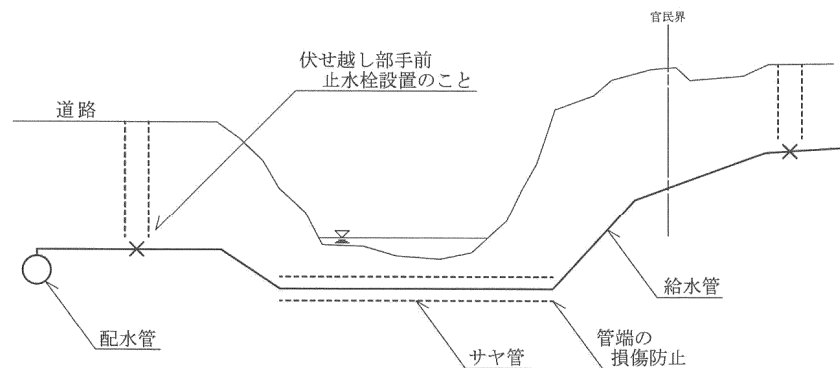 官民界
伏せ越し部手前
止水栓設置のこと
道路
給水管
配水管
サヤ管
管端の
損傷防止